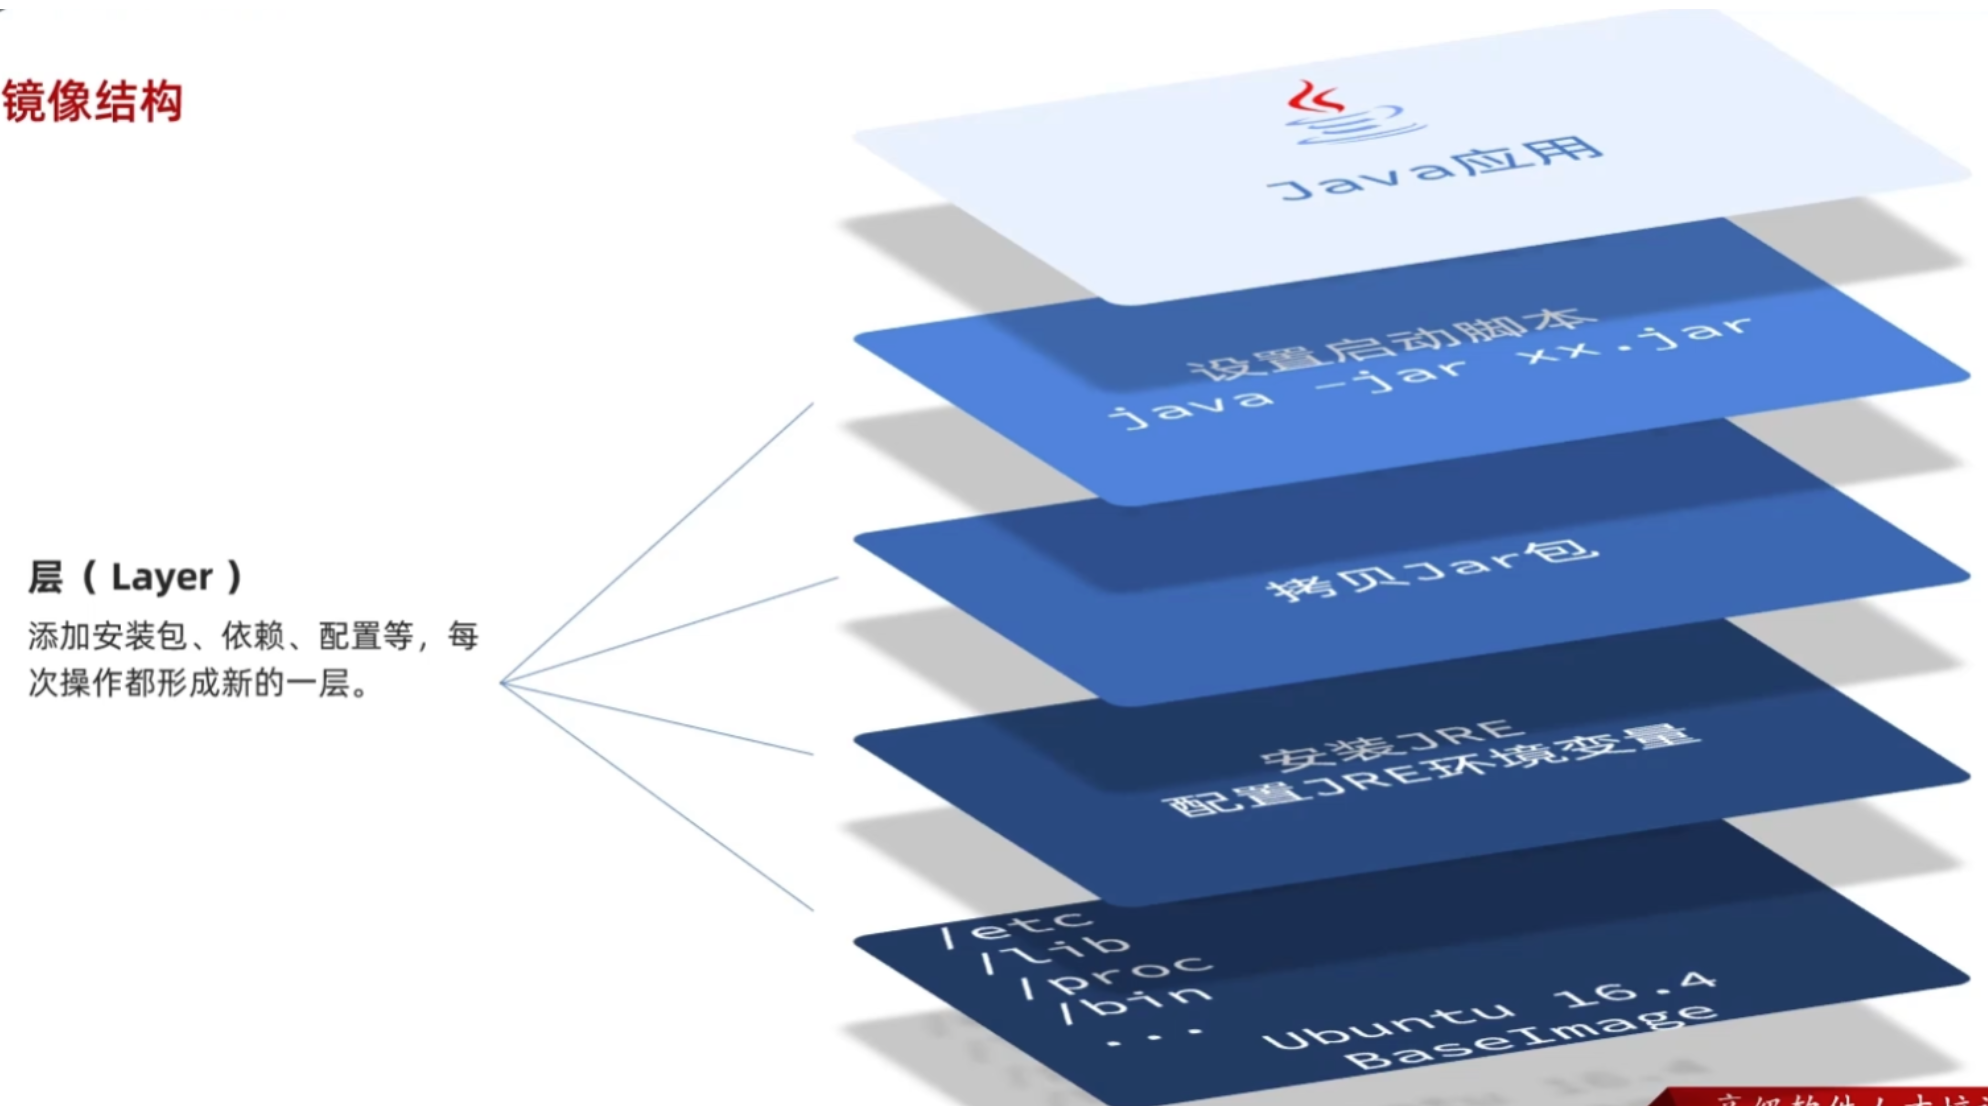 镜像结构
Java应用
设置启动脚本
java -jar xx.jar
拷贝Jar包
层（ Layer ）
添加安装包、依赖、配置等，每
次操作都形成新的一层。
安装JRE
配置JRE环境变量
/etc
/lib
/proc
/bin
...
Ubuntu 16.4
BaseImage